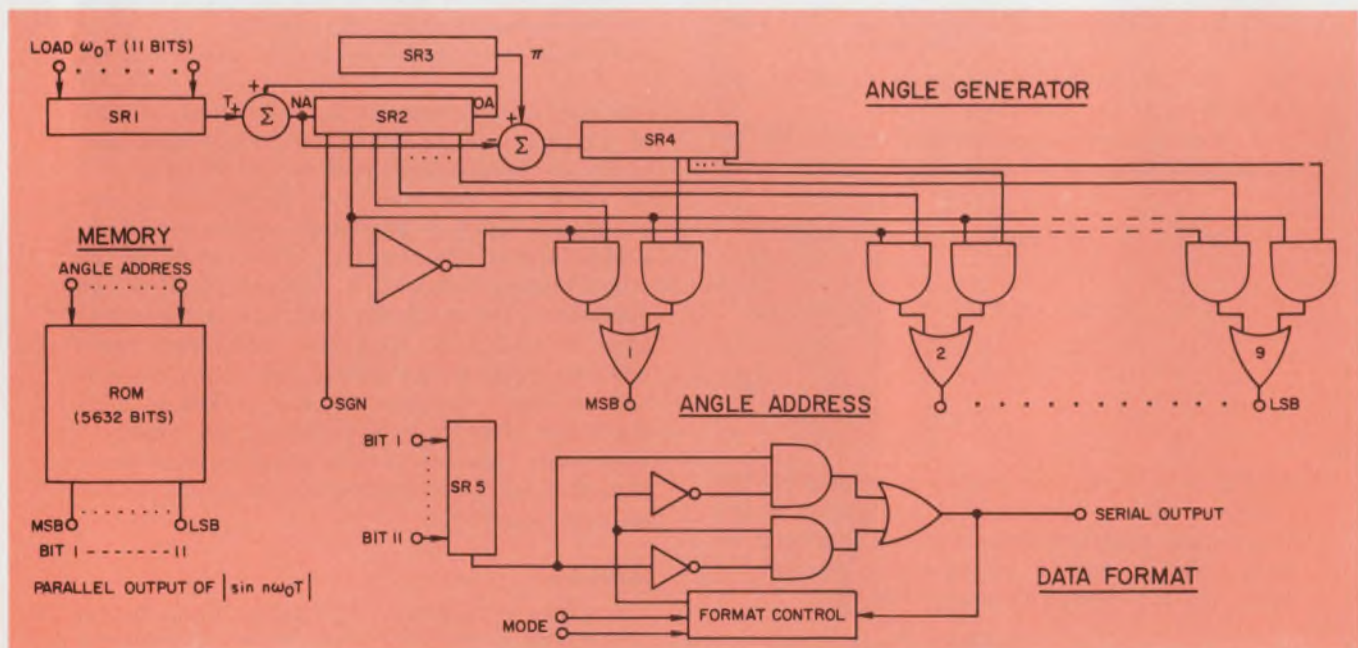 LOAD ω₀T (11 BITS)
SR1
T
+
+
Σ
NA
SR2
OA
SR3
π
+
-
Σ
SR4
ANGLE GENERATOR
MEMORY
ANGLE ADDRESS
ROM
(5632 BITS)
MSB
LSB
BIT 1 ------- 11
PARALLEL OUTPUT OF |sin nω₀T|
SGN
1
2
9
MSB
ANGLE ADDRESS
LSB
BIT 1
BIT 11
SR 5
SERIAL OUTPUT
DATA FORMAT
FORMAT CONTROL
MODE